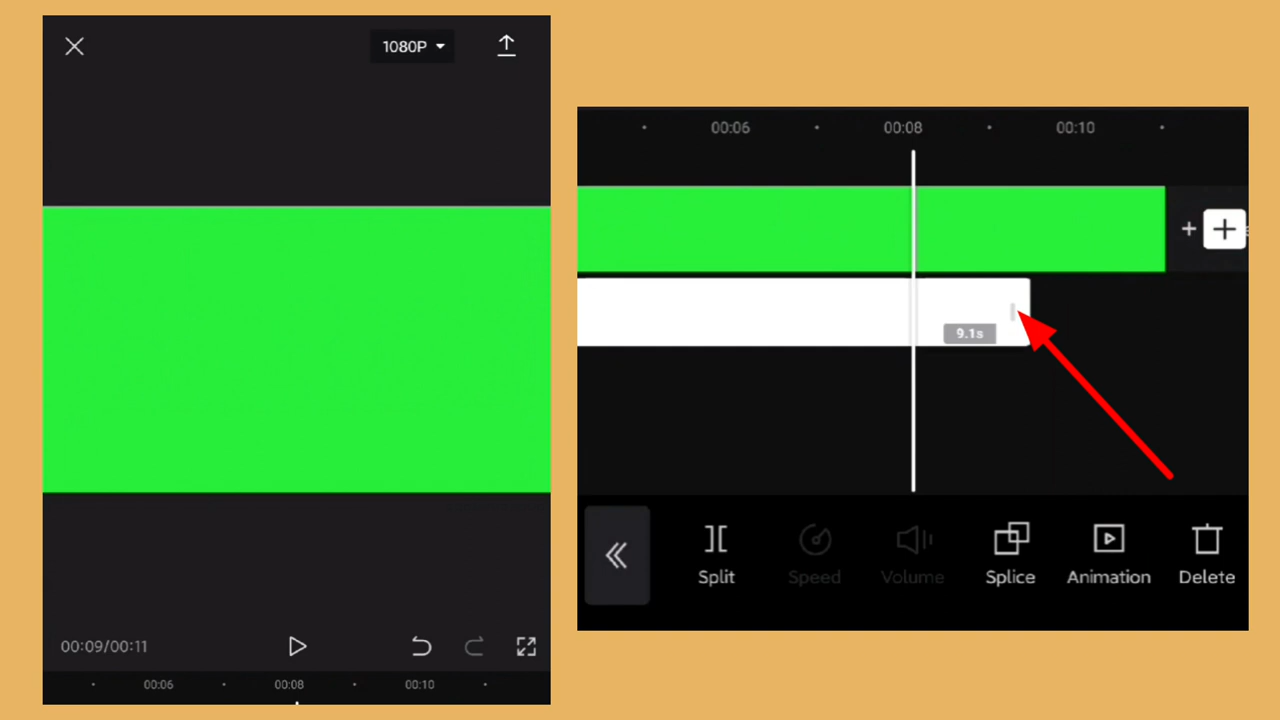 1080P
00:09/00:11
00:06 00:08 00:10
00:06 00:08 00:10
9.1s
Split Speed Volume Splice Animation Delete